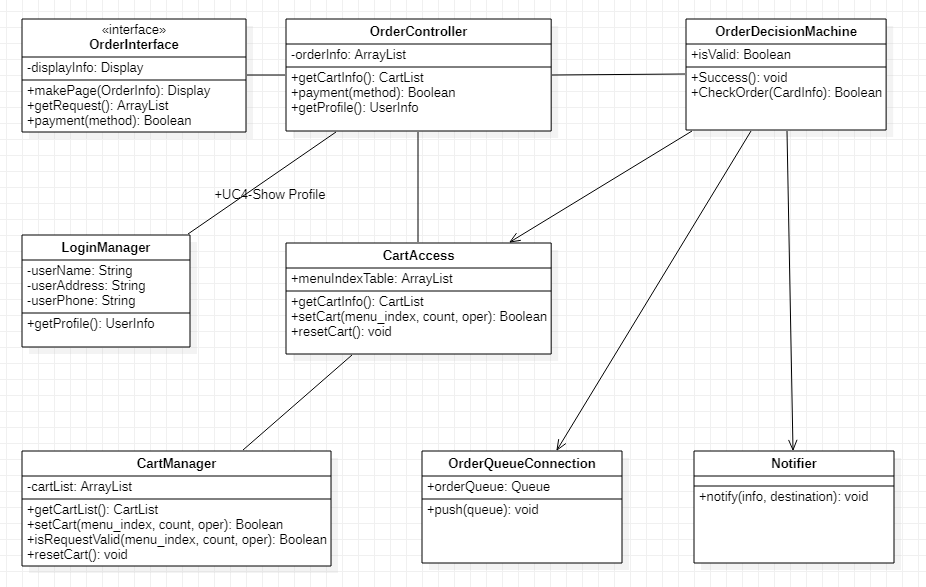 «interface»
OrderInterface
-displayInfo: Display
+makePage(OrderInfo): Display
+getRequest(): ArrayList
+payment(method): Boolean
OrderController
-orderInfo: ArrayList
+getCartInfo(): CartList
+payment(method): Boolean
+getProfile(): UserInfo
OrderDecisionMachine
+isValid: Boolean
+Success(): void
+CheckOrder(CardInfo): Boolean
+UC4-Show Profile
LoginManager
-userName: String
-userAddress: String
-userPhone: String
+getProfile(): UserInfo
CartAccess
+menuIndexTable: ArrayList
+getCartInfo(): CartList
+setCart(menu_index, count, oper): Boolean
+resetCart(): void
CartManager
-cartList: ArrayList
+getCartList(): CartList
+setCart(menu_index, count, oper): Boolean
+isRequestValid(menu_index, count, oper): Boolean
+resetCart(): void
OrderQueueConnection
+orderQueue: Queue
+push(queue): void
Notifier
+notify(info, destination): void